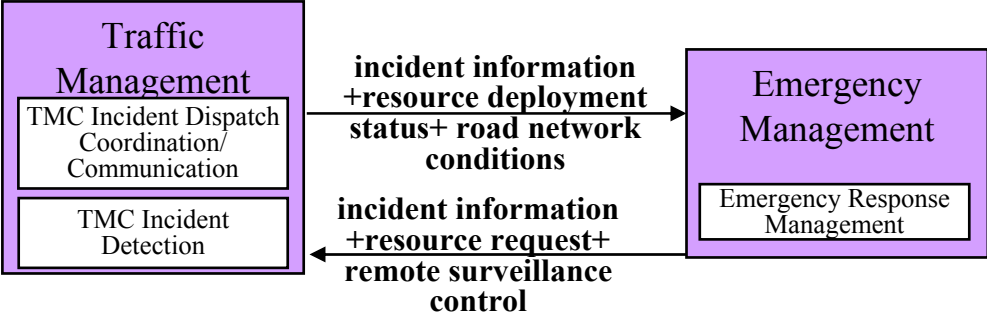 Traffic
Management
TMC Incident Dispatch
Coordination/
Communication
TMC Incident
Detection
incident information
+resource deployment
status+ road network
conditions
incident information
+resource request+
remote surveillance
control
Emergency
Management
Emergency Response
Management